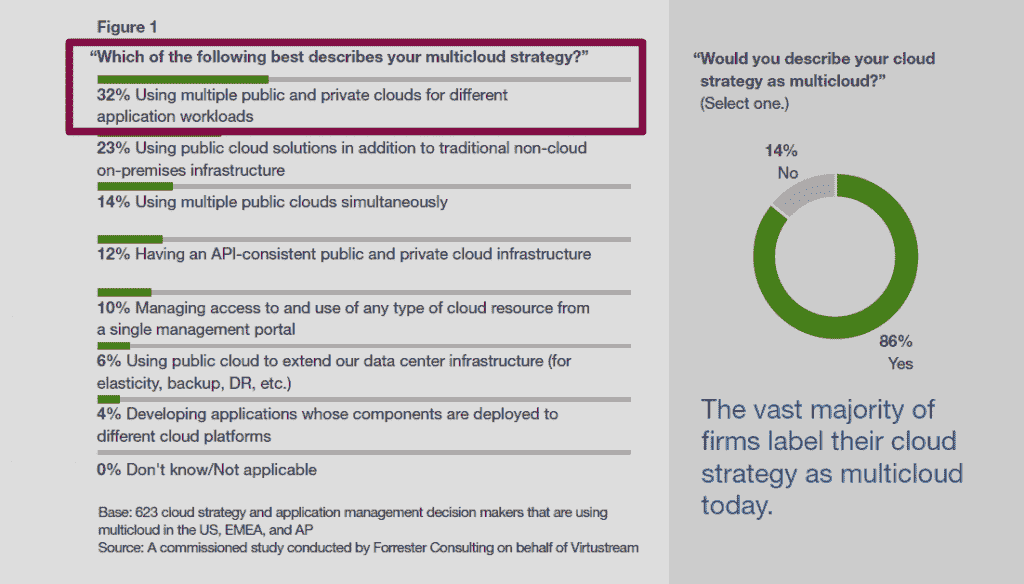 Figure 1
“Which of the following best describes your multicloud strategy?”
32% Using multiple public and private clouds for different
application workloads
23% Using public cloud solutions in addition to traditional non-cloud
on-premises infrastructure
14% Using multiple public clouds simultaneously
12% Having an API-consistent public and private cloud infrastructure
10% Managing access to and use of any type of cloud resource from
a single management portal
6% Using public cloud to extend our data center infrastructure (for
elasticity, backup, DR, etc.)
4% Developing applications whose components are deployed to
different cloud platforms
0% Don't know/Not applicable
Base: 623 cloud strategy and application management decision makers that are using
multicloud in the US, EMEA, and AP
Source: A commissioned study conducted by Forrester Consulting on behalf of Virtustream
“Would you describe your cloud
strategy as multicloud?”
(Select one.)
14%
No
86%
Yes
The vast majority of
firms label their cloud
strategy as multicloud
today.